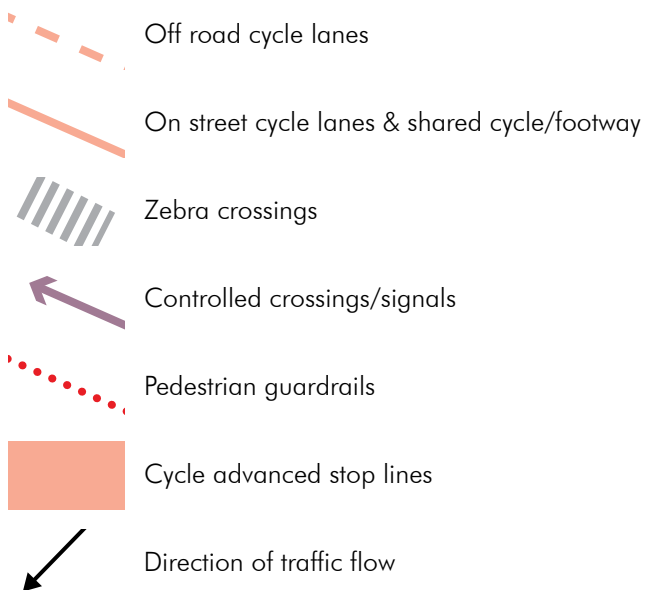 Off road cycle lanes
On street cycle lanes & shared cycle/footway
Zebra crossings
Controlled crossings/signals
Pedestrian guardrails
Cycle advanced stop lines
Direction of traffic flow